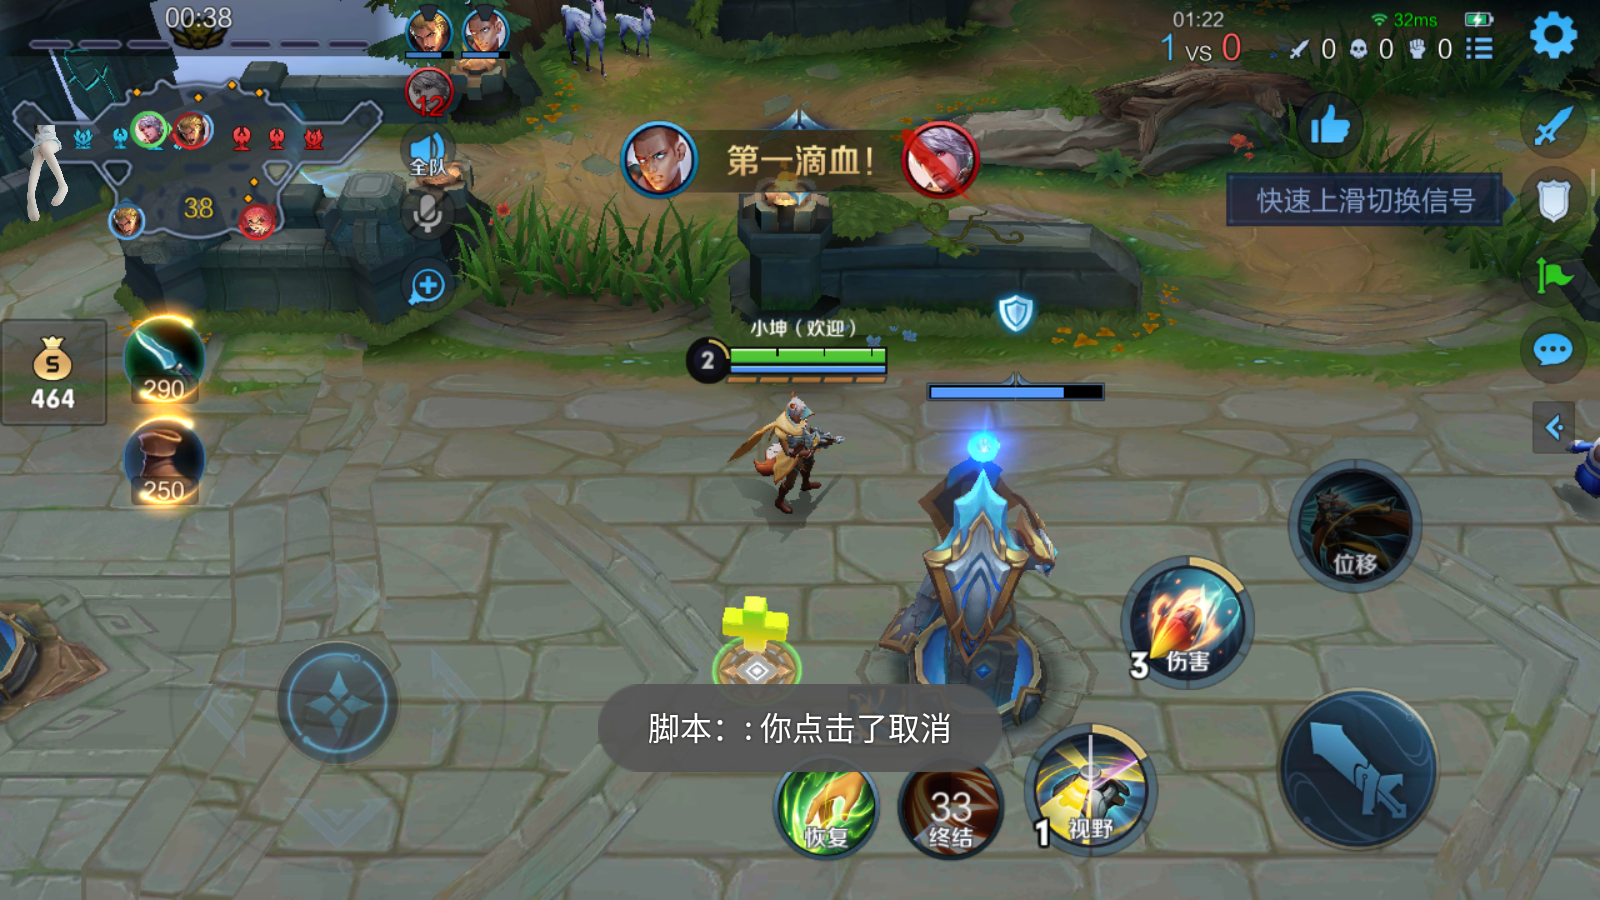 00:38
01:22
32ms
1 vs 0
0
0
0
12
全队
第一滴血!
快速上滑切换信号
38
小坤（欢迎）
2
S
464
290
250
位移
3
伤害
脚本：:你点击了取消
恢复
33
终结
1
视野